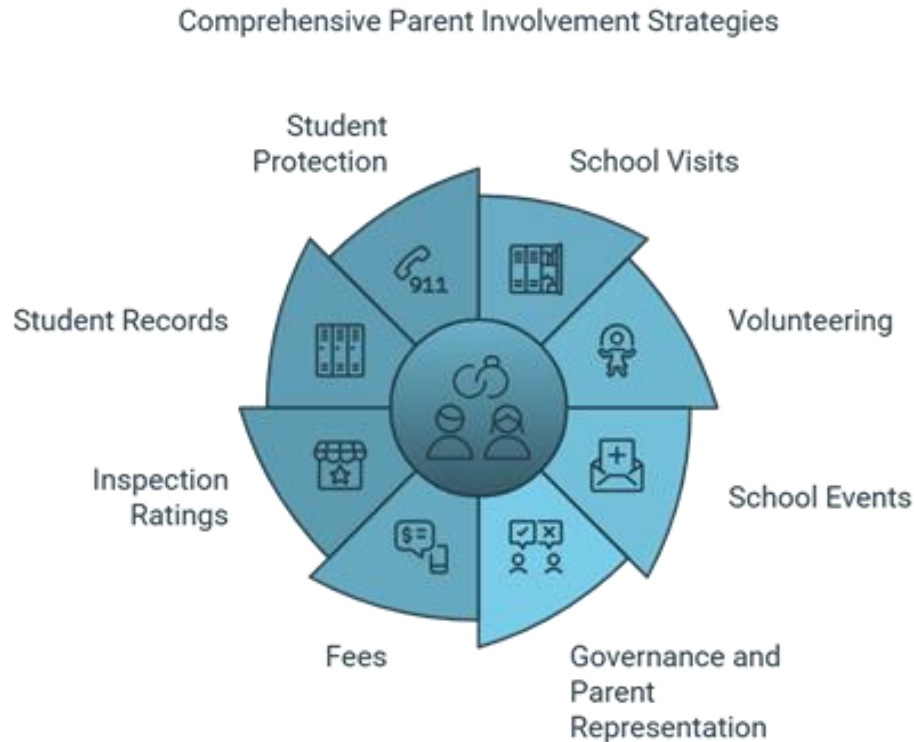 Comprehensive Parent Involvement Strategies
Student
Protection
School Visits
911
Student Records
Volunteering
Inspection
Ratings
School Events
$=
Fees
Governance and
Parent
Representation